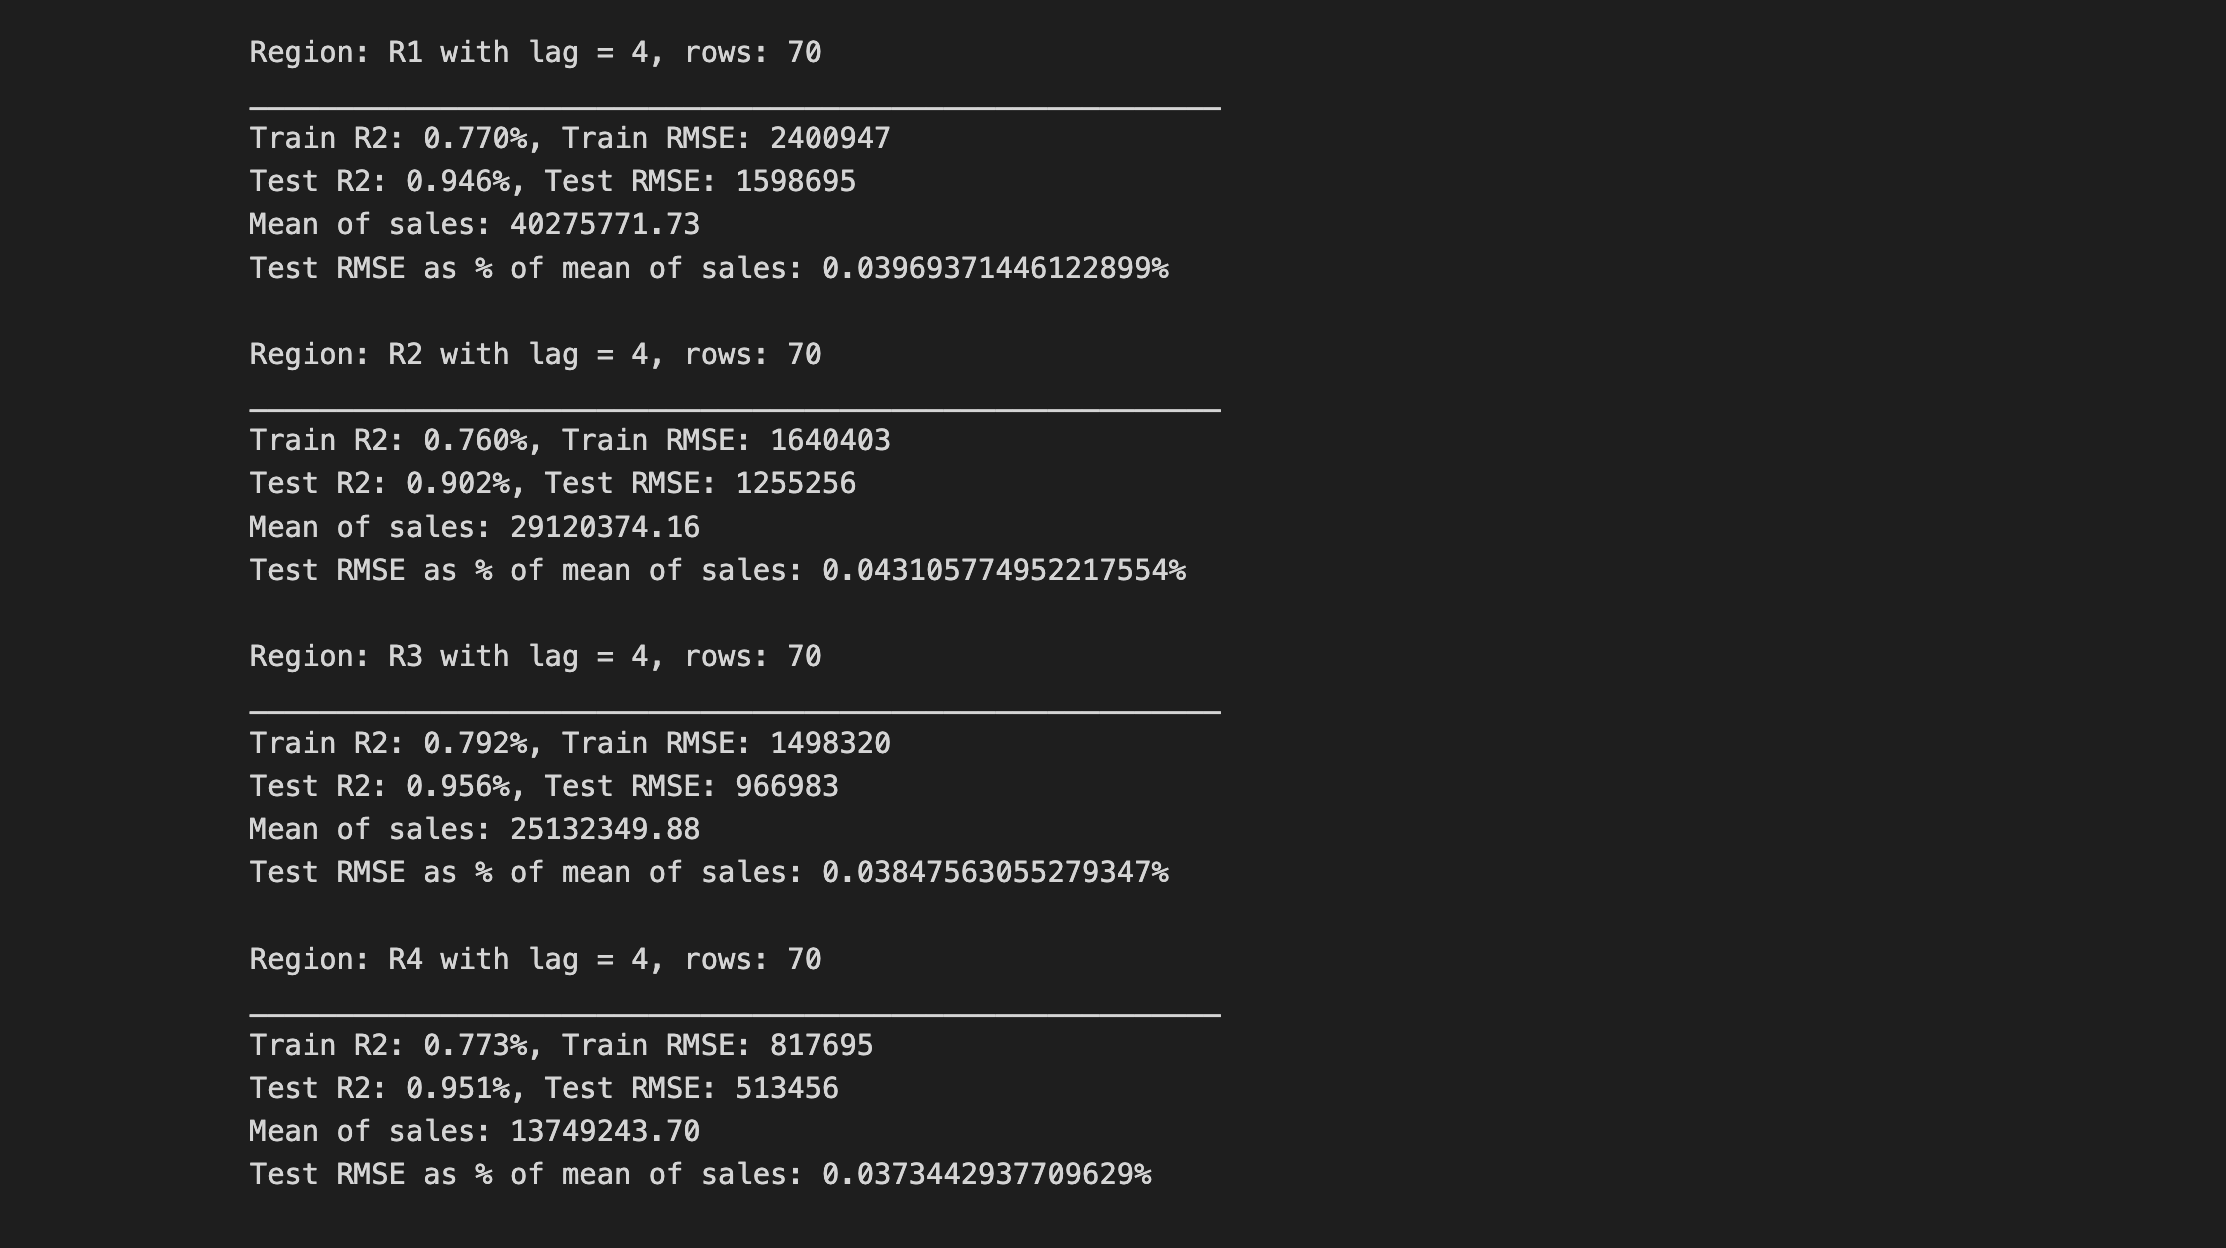 Region: R1 with lag = 4, rows: 70
________________________________________________________
Train R2: 0.770%, Train RMSE: 2400947
Test R2: 0.946%, Test RMSE: 1598695
Mean of sales: 40275771.73
Test RMSE as % of mean of sales: 0.03969371446122899%
Region: R2 with lag = 4, rows: 70
________________________________________________________
Train R2: 0.760%, Train RMSE: 1640403
Test R2: 0.902%, Test RMSE: 1255256
Mean of sales: 29120374.16
Test RMSE as % of mean of sales: 0.043105774952217554%
Region: R3 with lag = 4, rows: 70
________________________________________________________
Train R2: 0.792%, Train RMSE: 1498320
Test R2: 0.956%, Test RMSE: 966983
Mean of sales: 25132349.88
Test RMSE as % of mean of sales: 0.03847563055279347%
Region: R4 with lag = 4, rows: 70
________________________________________________________
Train R2: 0.773%, Train RMSE: 817695
Test R2: 0.951%, Test RMSE: 513456
Mean of sales: 13749243.70
Test RMSE as % of mean of sales: 0.0373442937709629%